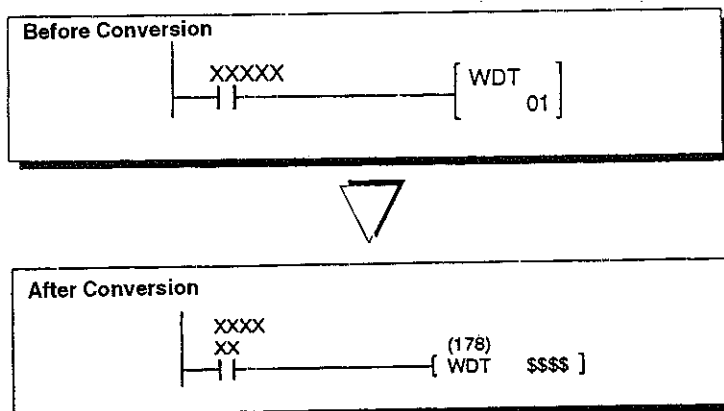 Before Conversion
XXXXX
WDT
01
After Conversion
XXXX
XX
(178)
WDT $$$$